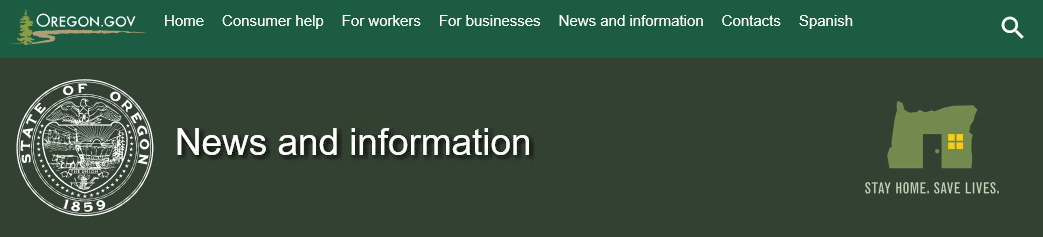 OREGON.GOV
Home Consumer help For workers For businesses News and information Contacts Spanish
STATE OF OREGON
1859
News and information
STAY HOME. SAVE LIVES.